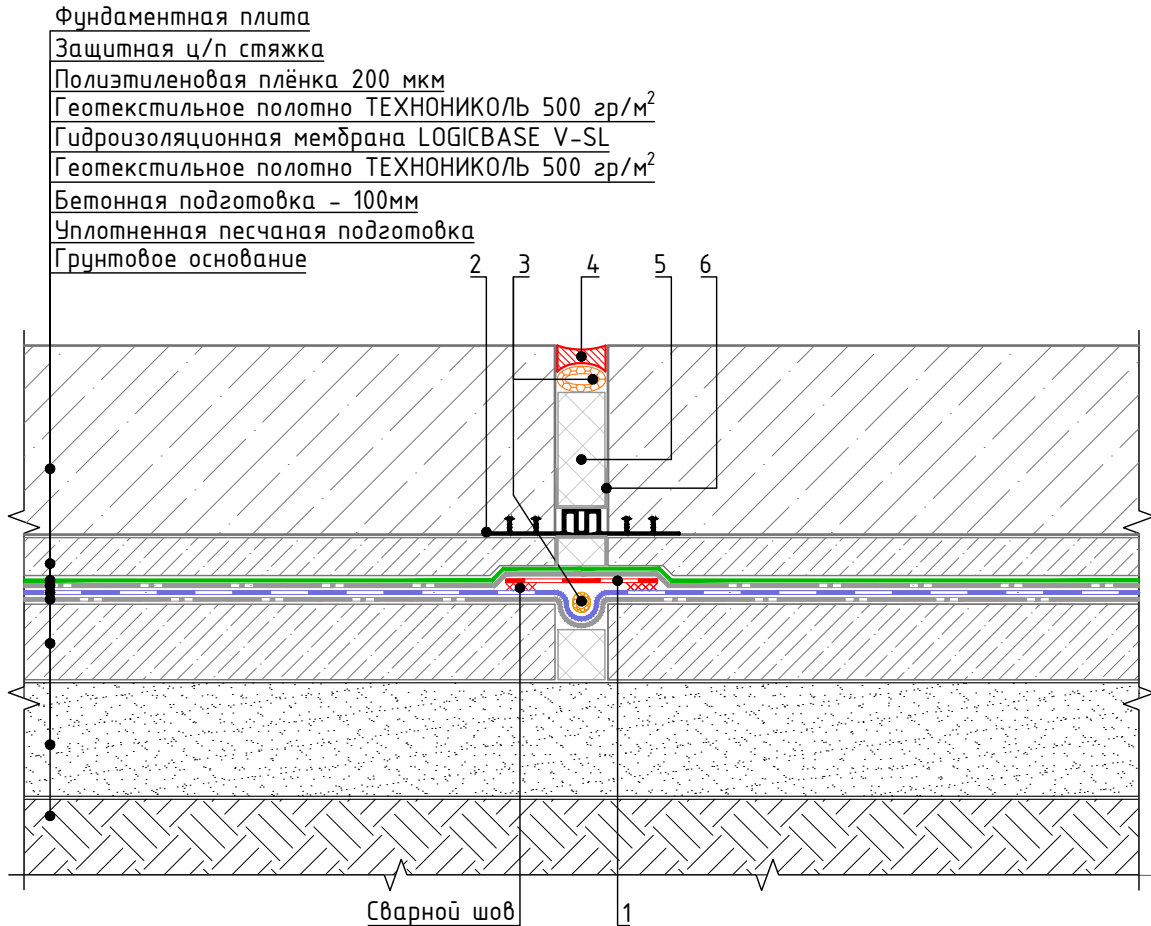 Фундаментная плита
Защитная ц/п стяжка
Полиэтиленовая плёнка 200 мкм
Геотекстильное полотно ТЕХНОНИКОЛЬ 500 гр/м²
Гидроизоляционная мембрана LOGICBASE V-SL
Геотекстильное полотно ТЕХНОНИКОЛЬ 500 гр/м²
Бетонная подготовка - 100мм
Уплотненная песчаная подготовка
Грунтовое основание
2 3 4 5 6
Сварной шов 1